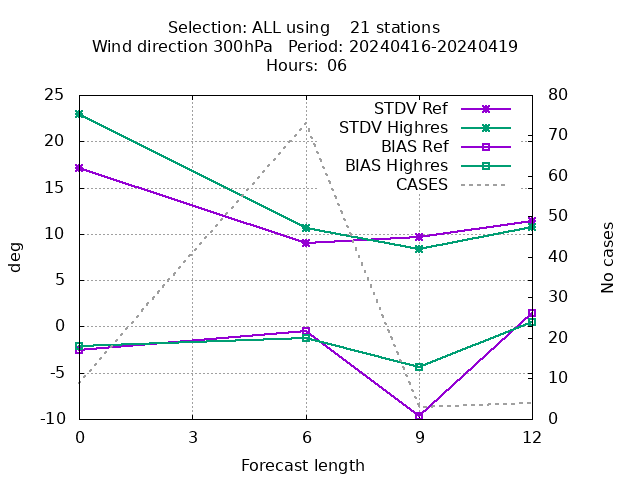 Selection: ALL using    21 stations
Wind direction 300hPa   Period: 20240416-20240419
Hours: 06
25
20
15
10
5
0
-5
-10
deg
STDV Ref
STDV Highres
BIAS Ref
BIAS Highres
CASES
80
70
60
50
40
30
20
10
0
No cases
0 3 6 9 12
Forecast length